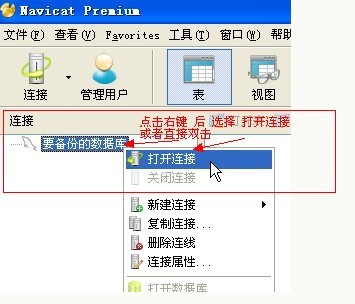 Navicat Premium
文件(F) 查看(V) Favorites 工具(T) 窗口(W) 帮助
连接 管理用户 表 视图
连接
点击右键 后 选择 打开连接
或者直接双击
要备份的数据库
打开连接
关闭连接
新建连接
复制连接...
删除连线
连接属性...
打开数据库